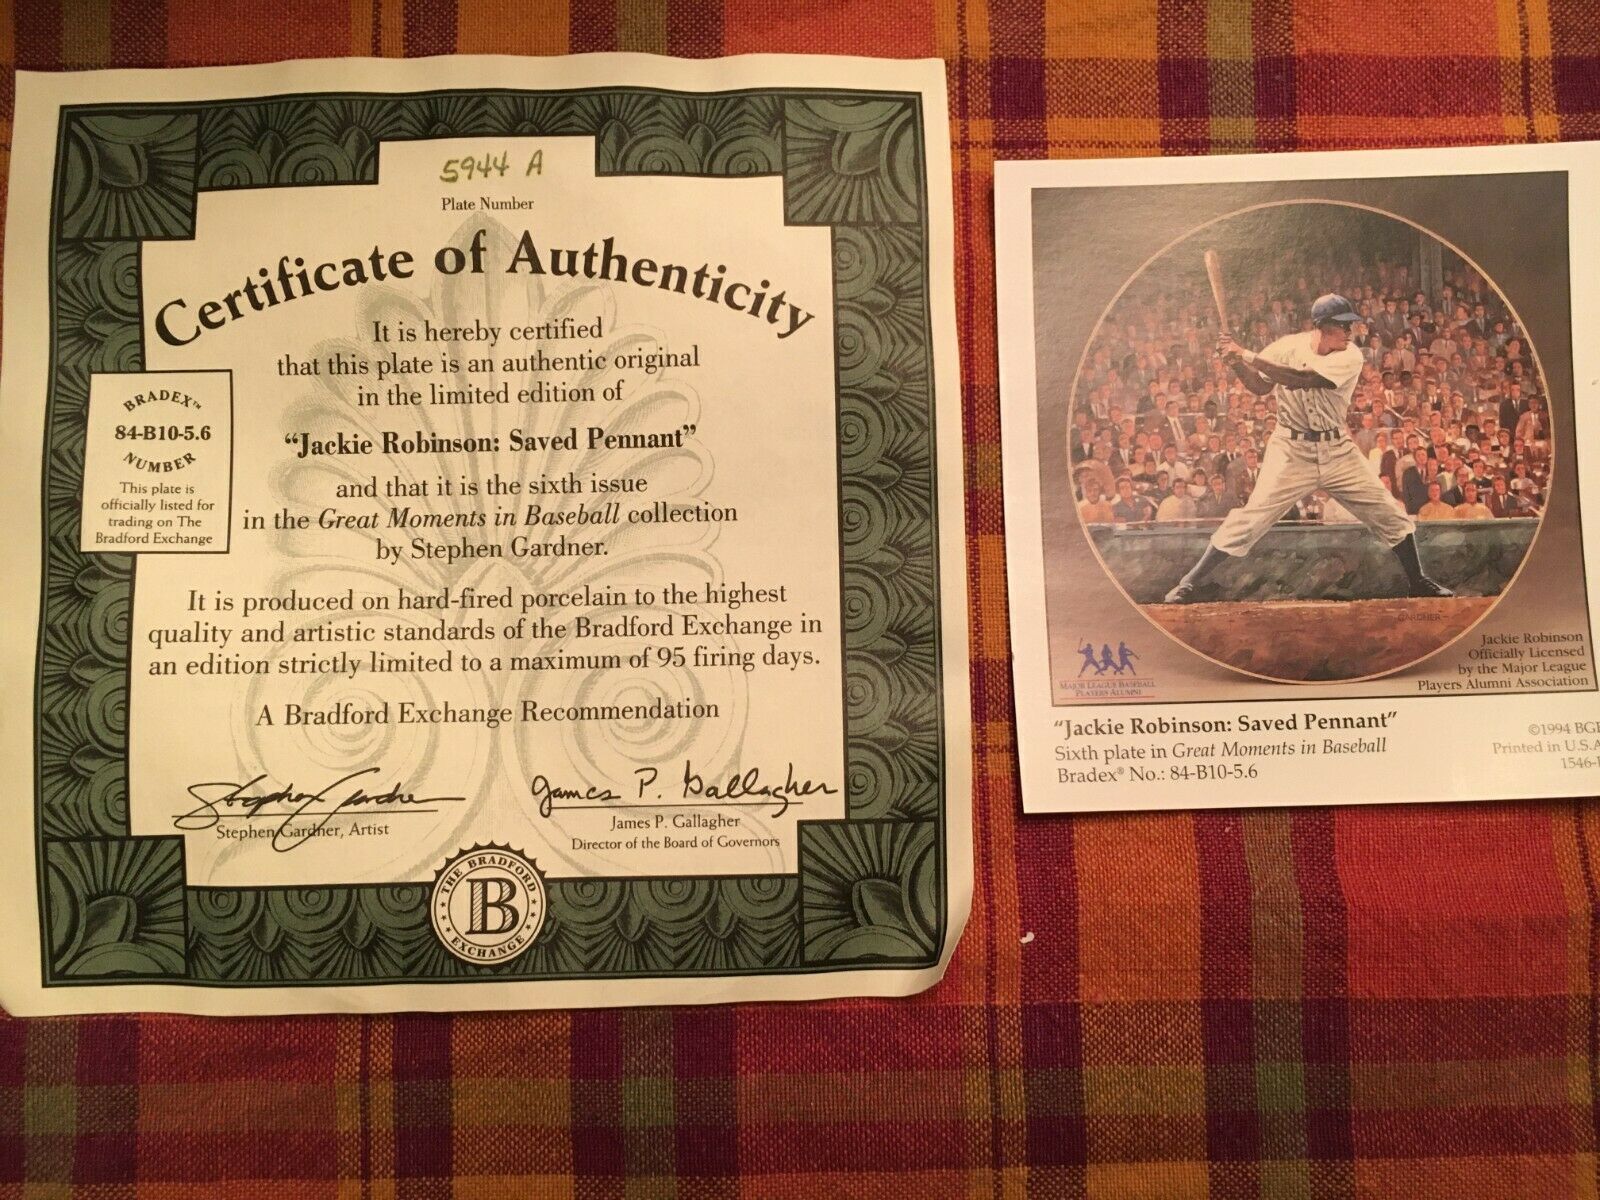 5944 A
Plate Number
Certificate of Authenticity
It is hereby certified
that this plate is an authentic original
in the limited edition of
“Jackie Robinson: Saved Pennant”
and that it is the sixth issue
in the Great Moments in Baseball collection
by Stephen Gardner.
It is produced on hard-fired porcelain to the highest
quality and artistic standards of the Bradford Exchange in
an edition strictly limited to a maximum of 95 firing days.
A Bradford Exchange Recommendation
BRADEX™
84-B10-5.6
NUMBER
This plate is
officially listed for
trading on The
Bradford Exchange
Stephen Gardner
Stephen Gardner, Artist
James P. Gallagher
James P. Gallagher
Director of the Board of Governors
THE BRADFORD
B
EXCHANGE
GARDNER
Jackie Robinson
Officially Licensed
by the Major League
Players Alumni Association
MAJOR LEAGUE BASEBALL
PLAYERS ALUMNI
“Jackie Robinson: Saved Pennant”
Sixth plate in Great Moments in Baseball
Bradex® No.: 84-B10-5.6
©1994 BGE
Printed in U.S.A
1546-